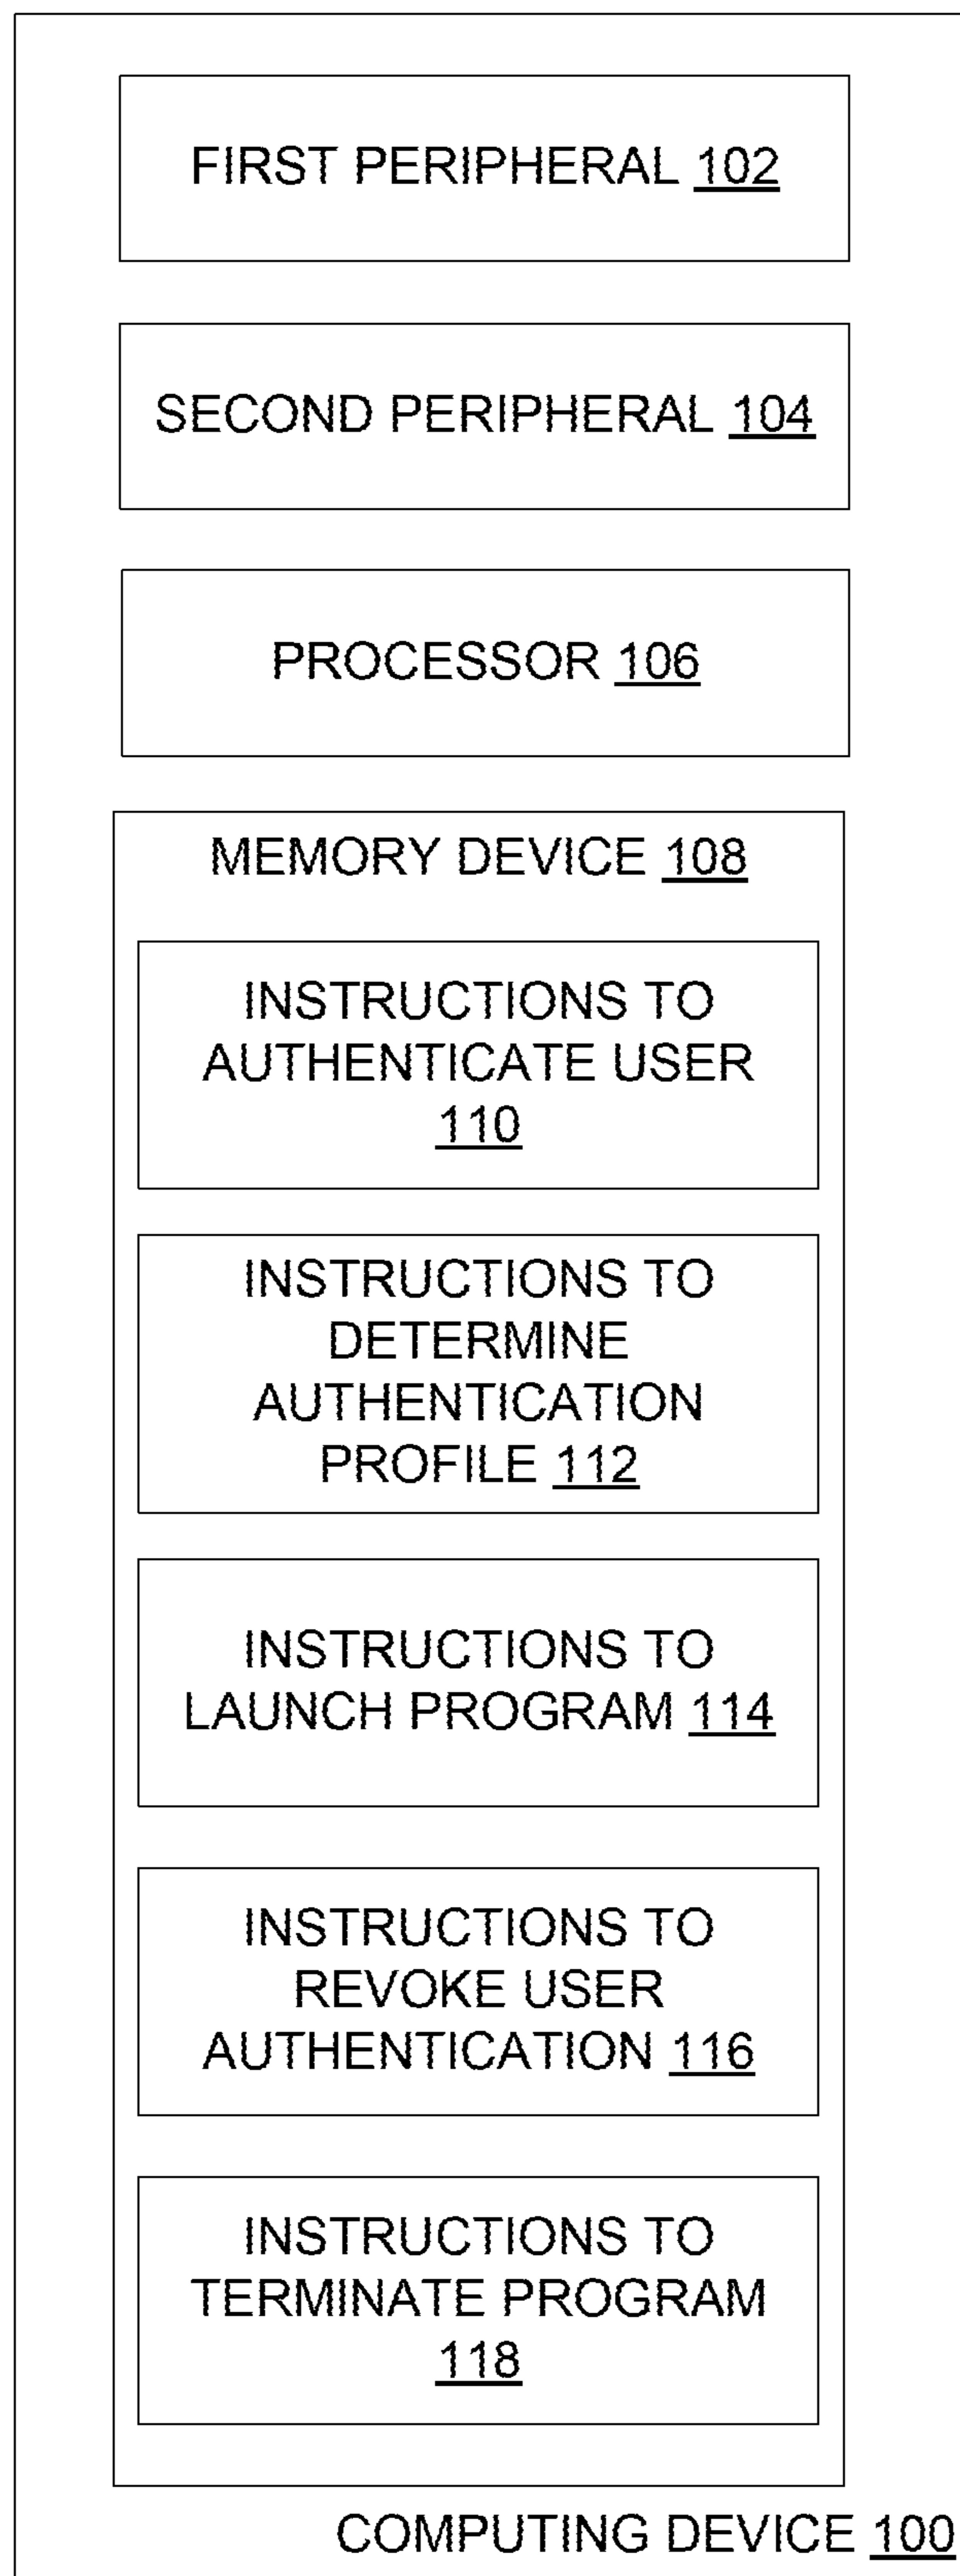 FIRST PERIPHERAL 102
SECOND PERIPHERAL 104
PROCESSOR 106
MEMORY DEVICE 108
INSTRUCTIONS TO
AUTHENTICATE USER
110
INSTRUCTIONS TO
DETERMINE
AUTHENTICATION
PROFILE 112
INSTRUCTIONS TO
LAUNCH PROGRAM 114
INSTRUCTIONS TO
REVOKE USER
AUTHENTICATION 116
INSTRUCTIONS TO
TERMINATE PROGRAM
118
COMPUTING DEVICE 100